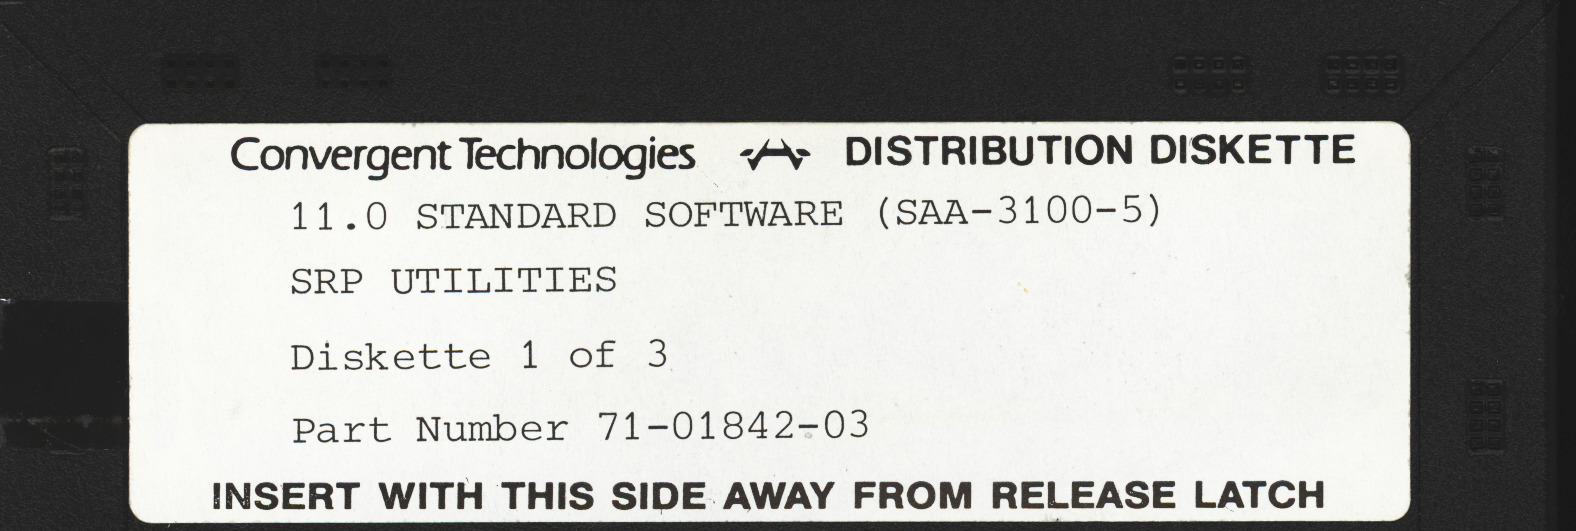 Convergent Technologies DISTRIBUTION DISKETTE
11.0 STANDARD SOFTWARE (SAA-3100-5)
SRP UTILITIES
Diskette 1 of 3
Part Number 71-01842-03
INSERT WITH THIS SIDE AWAY FROM RELEASE LATCH